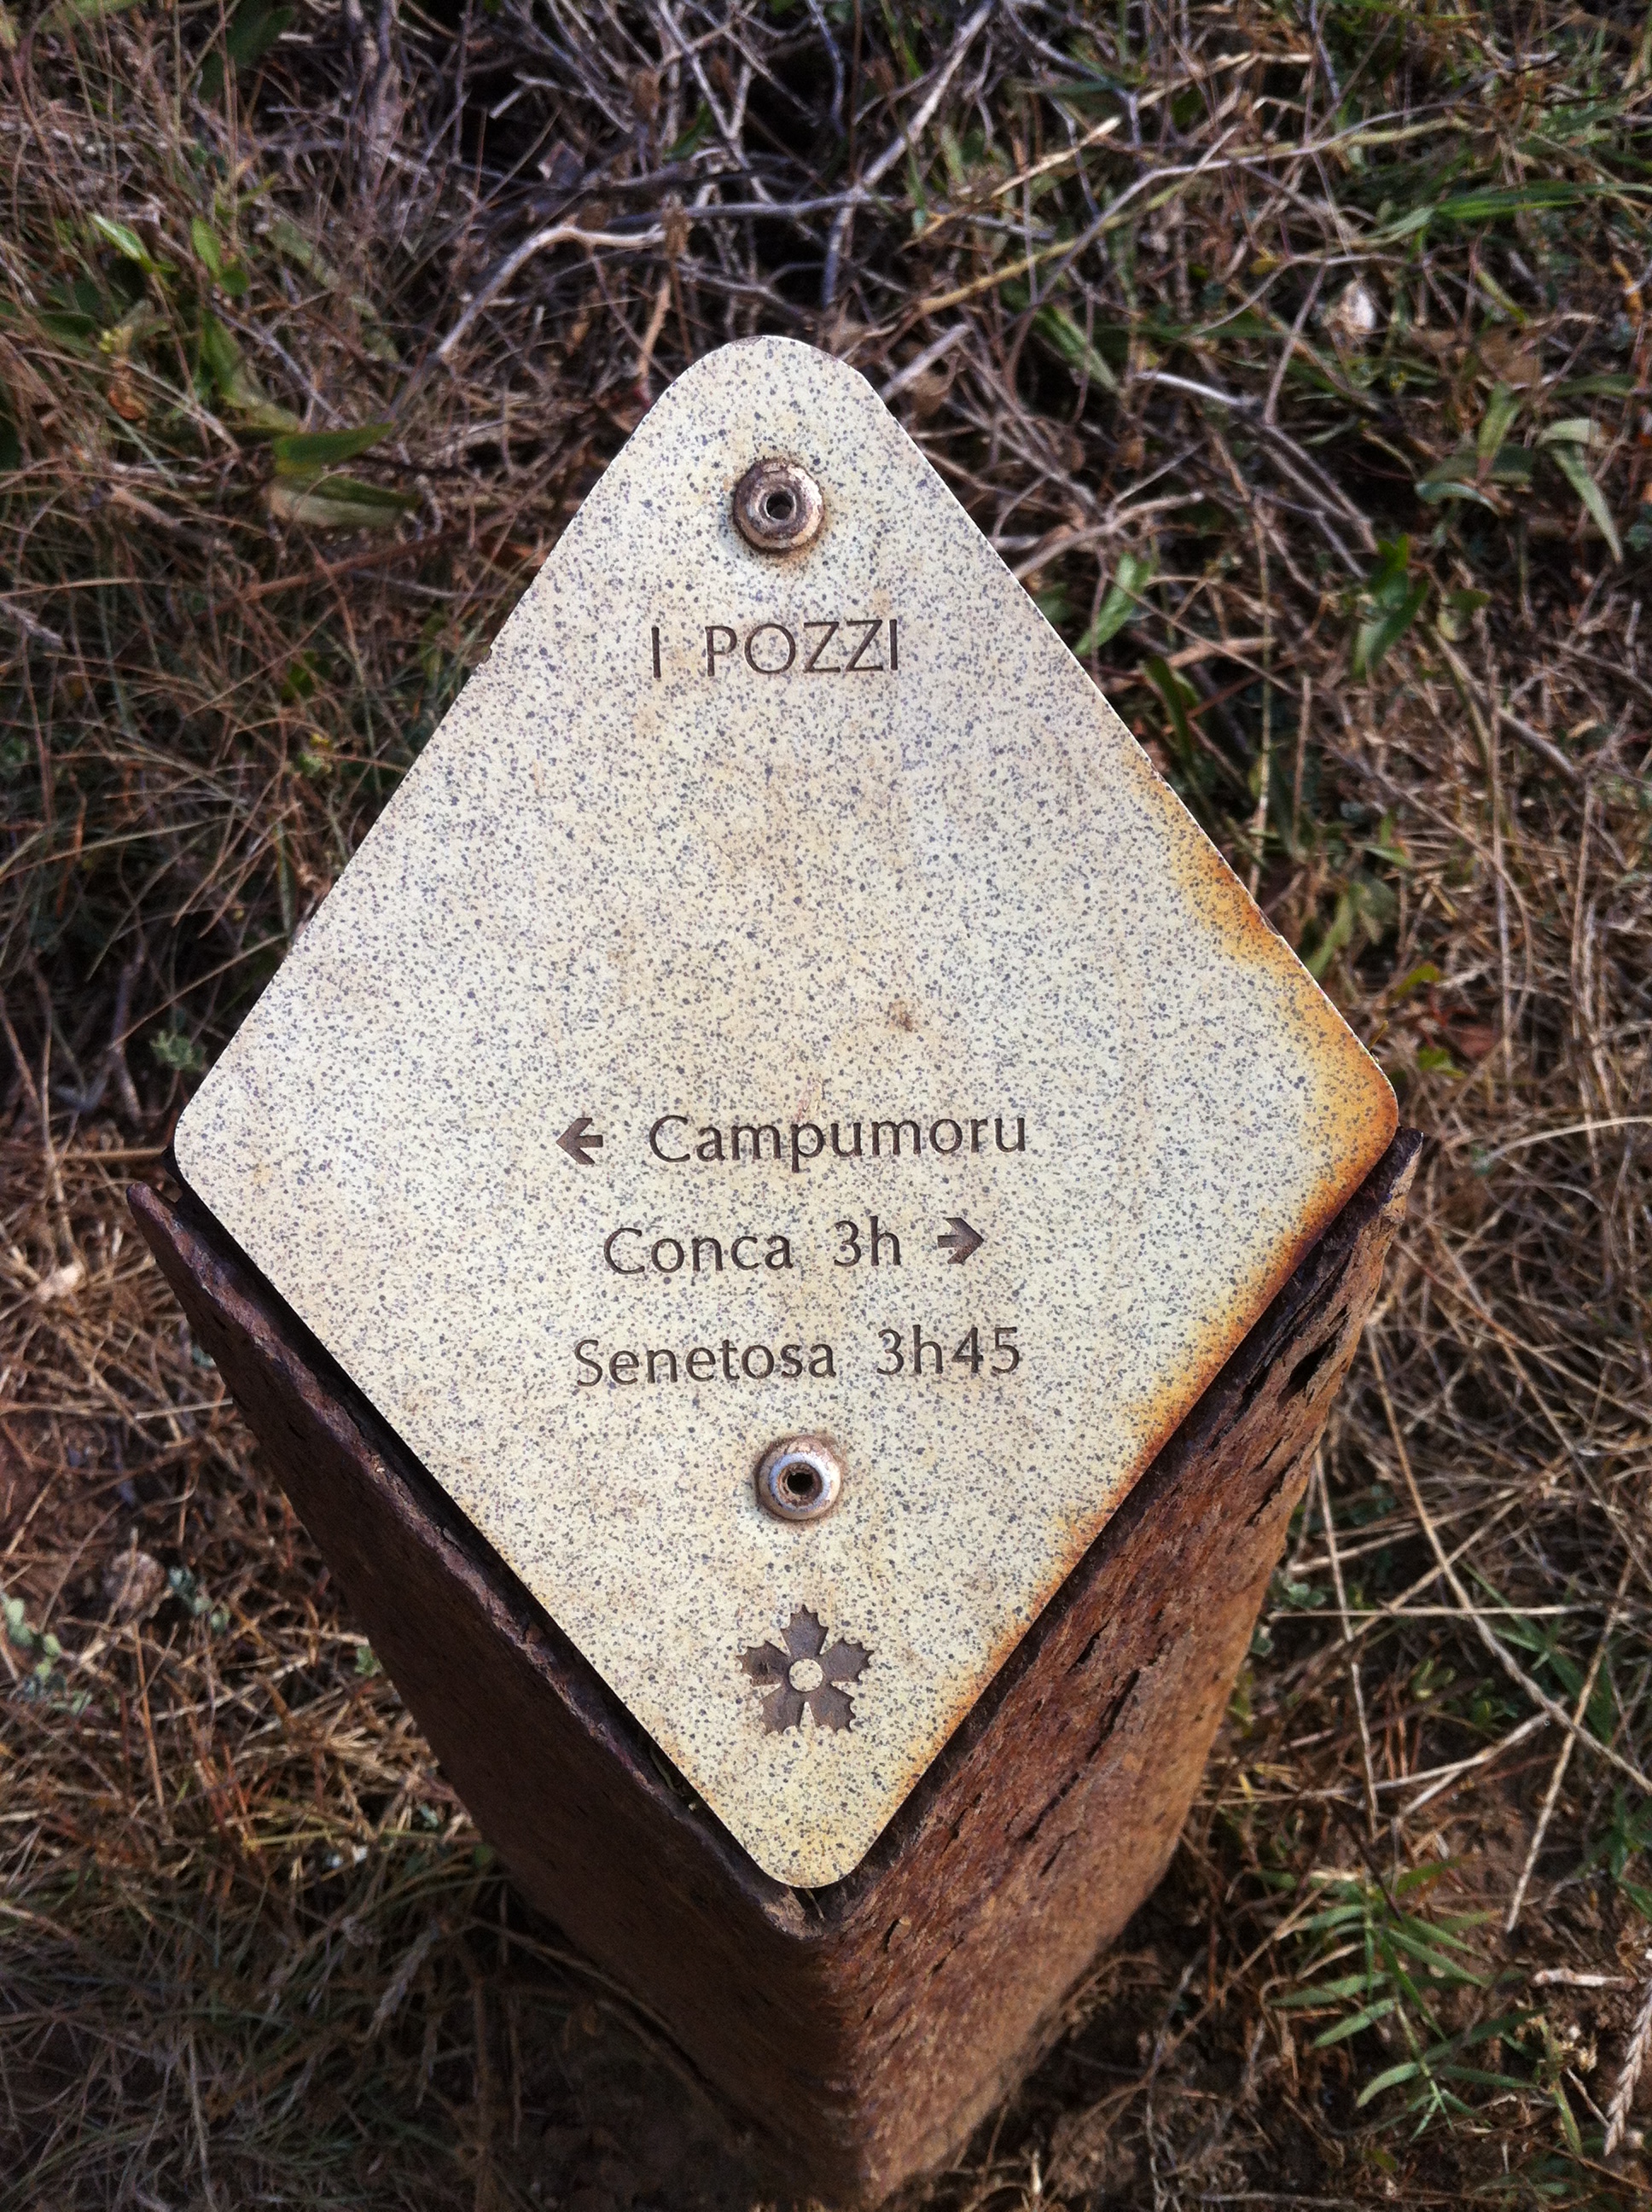 I POZZI
← Campumoru
Conca 3h →
Senetosa 3h45